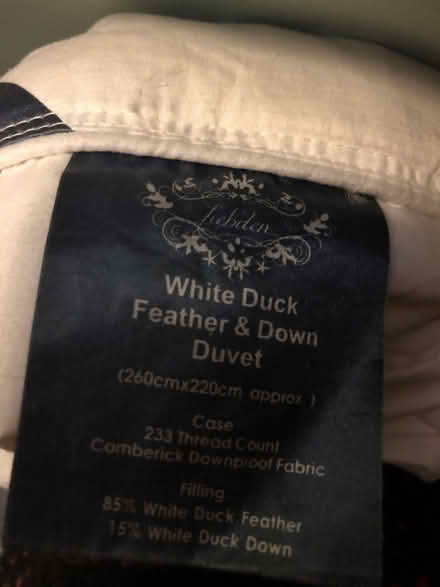 hebden
White Duck
Feather & Down
Duvet
(260cmx220cm approx )
Case
233 Thread Count
Camberick Downproof Fabric
Filling
85% White Duck Feather
15% White Duck Down